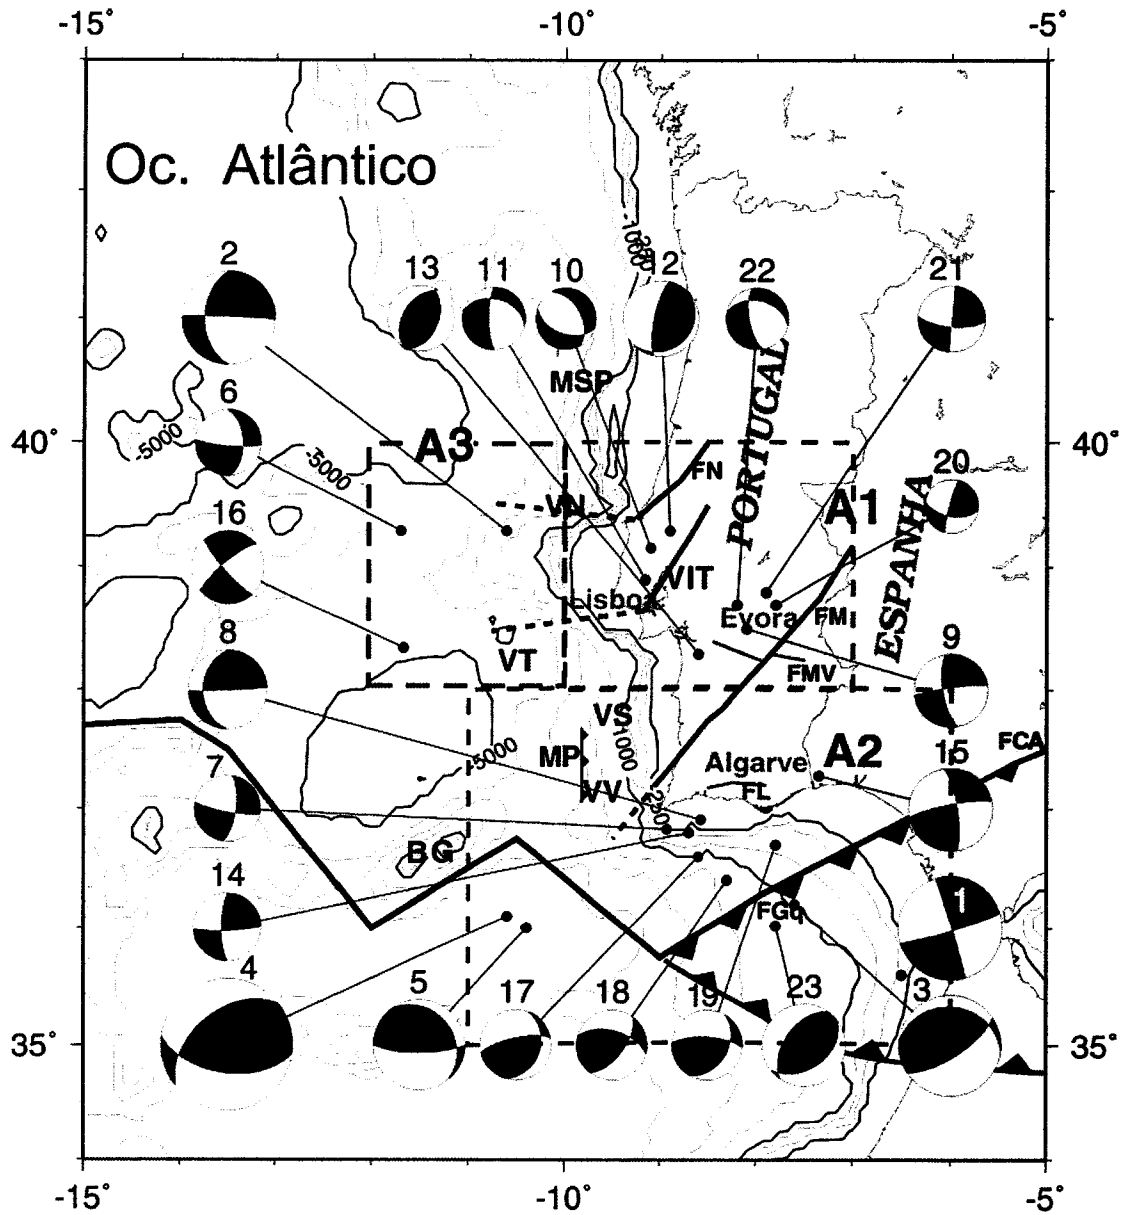 -15° -10° -5°
Oc. Atlântico
-1000
2 13 11 10 12 22 21
MSP
PORTUGAL
6
-5000
40° A3 40°
-5000
FN
20
VN
A1
ESPANHA
16
VIT
Lisboa
Evora FM
8
VT
9
FMV
VS
-1000
-5000
MP
A2
FCA
15
7
Algarve
VV
FL
BG
14
1
FGq
4 5 17 18 19 23 3
35° 35°
-15° -10° -5°